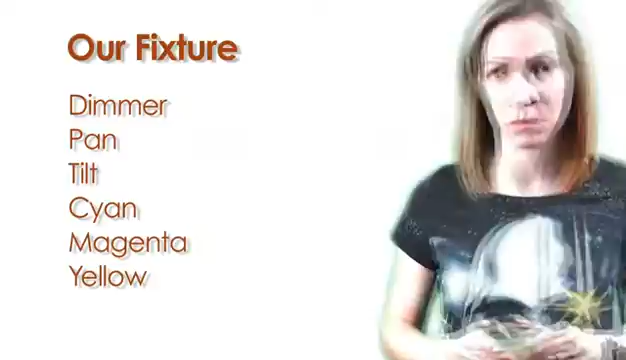 Our Fixture
Dimmer
Pan
Tilt
Cyan
Magenta
Yellow